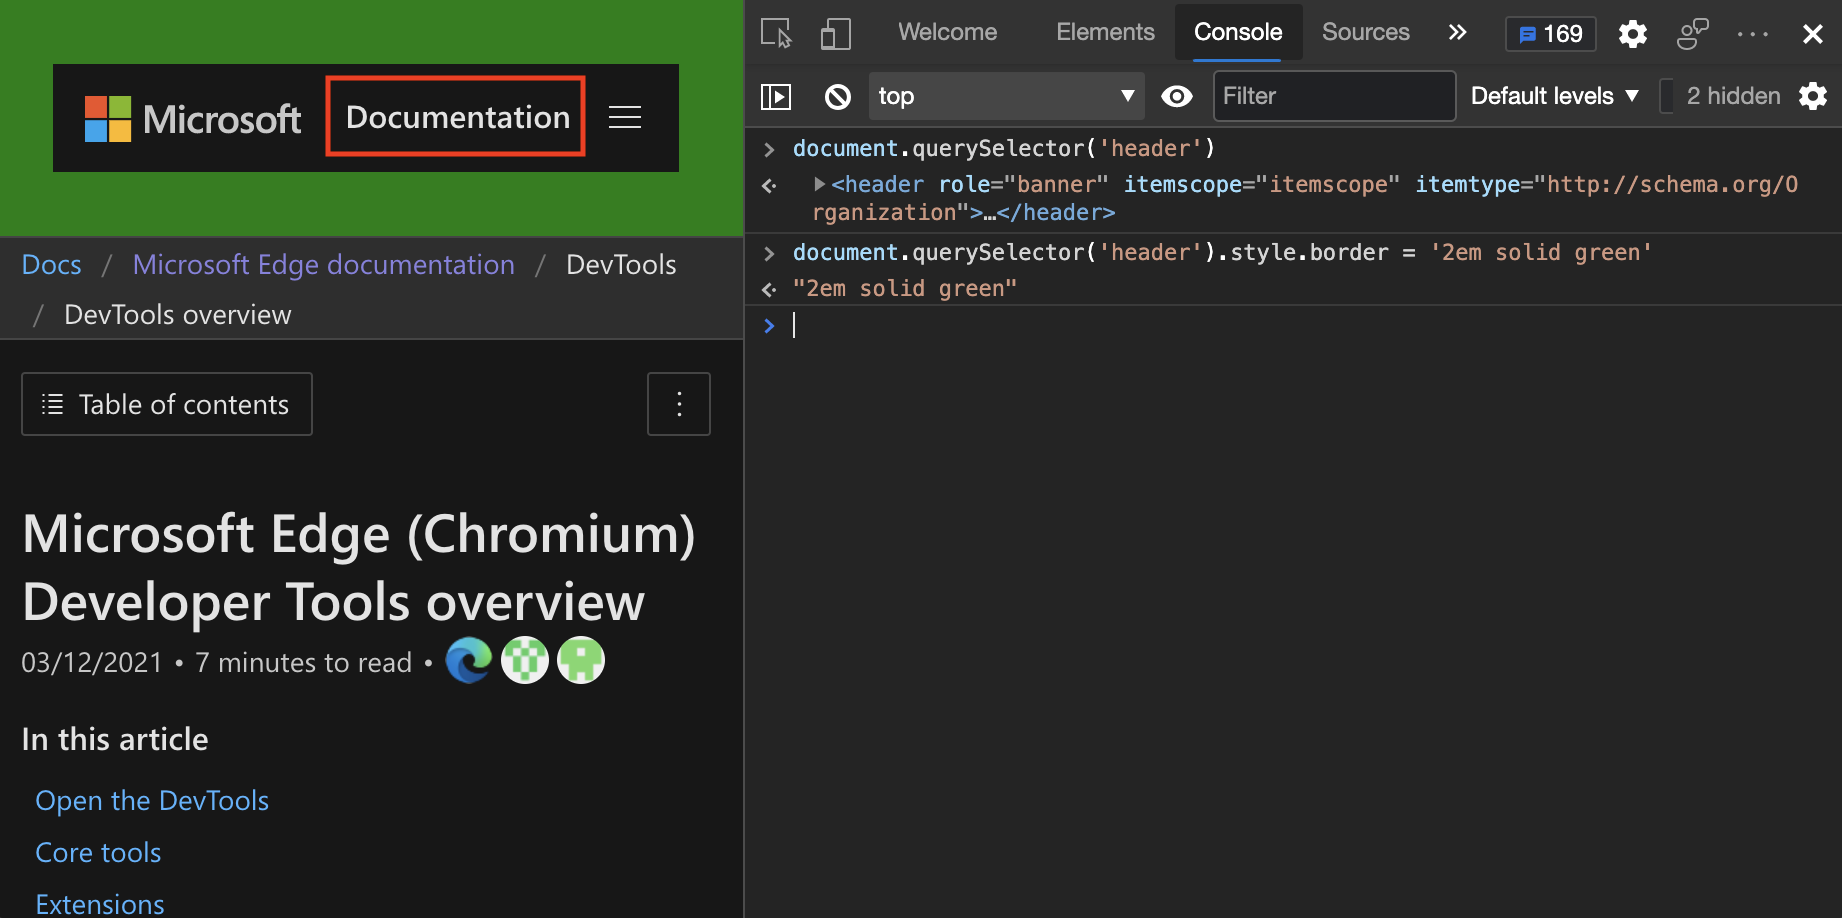 Microsoft Documentation
Docs / Microsoft Edge documentation / DevTools
/ DevTools overview
Table of contents
Microsoft Edge (Chromium)
Developer Tools overview
03/12/2021 • 7 minutes to read •
In this article
Open the DevTools
Core tools
Extensions
Welcome Elements Console Sources 169
top Filter Default levels 2 hidden
document.querySelector('header')
<header role="banner" itemscope="itemscope" itemtype="http://schema.org/O
rganization">…</header>
document.querySelector('header').style.border = '2em solid green'
"2em solid green"